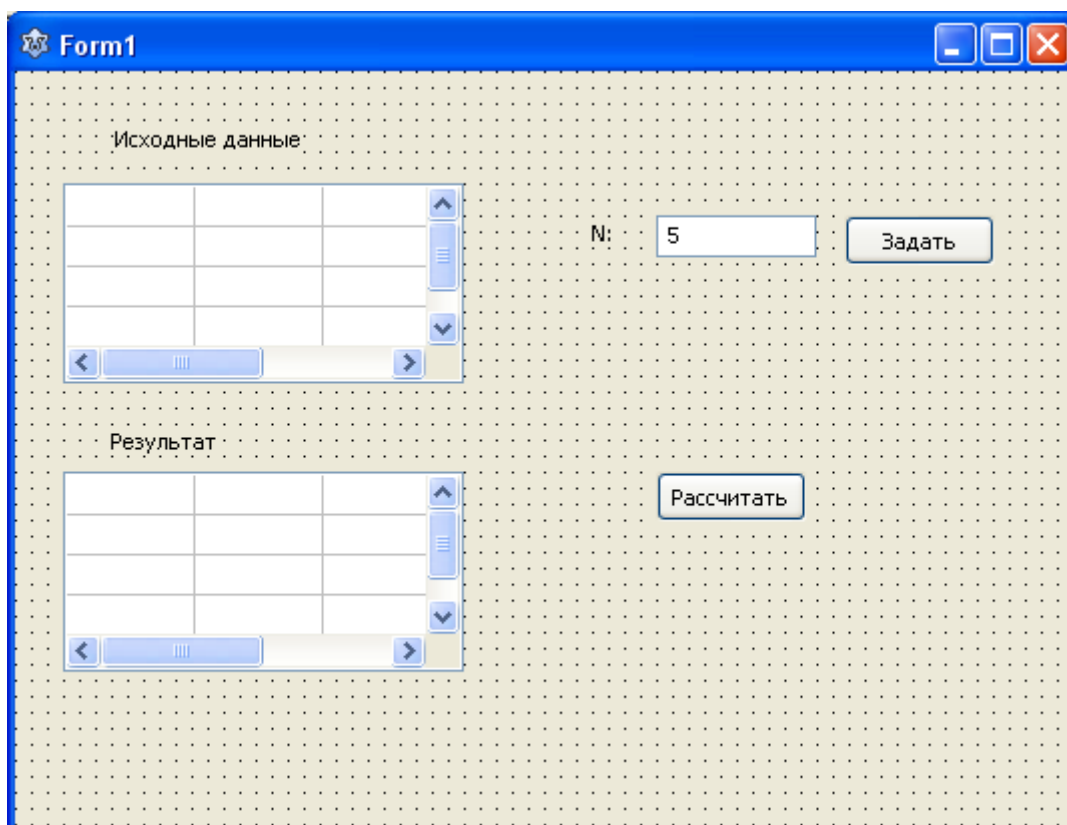 Form1
Исходные данные
N:
5
Задать
Результат
Рассчитать